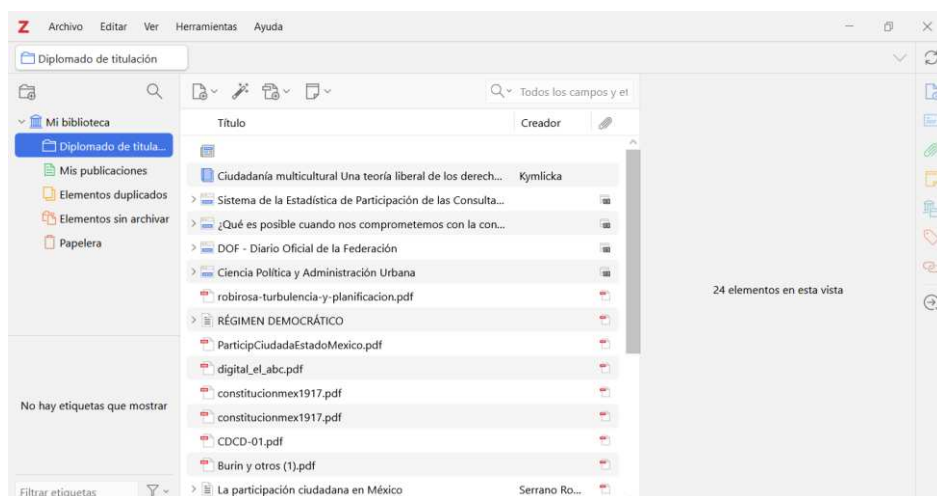 Z Archivo Editar Ver Herramientas Ayuda
Diplomado de titulación
Mi biblioteca
Diplomado de titula...
Mis publicaciones
Elementos duplicados
Elementos sin archivar
Papelera
No hay etiquetas que mostrar
Filtrar etiquetas
Todos los campos y et
Título Creador
Ciudadanía multicultural Una teoría liberal de los derech... Kymlicka
Sistema de la Estadística de Participación de las Consulta...
¿Qué es posible cuando nos comprometemos con la con...
DOF - Diario Oficial de la Federación
Ciencia Política y Administración Urbana
robirosa-turbulencia-y-planificacion.pdf
RÉGIMEN DEMOCRÁTICO
ParticipCiudadaEstadoMexico.pdf
digital_el_abc.pdf
constitucionmex1917.pdf
constitucionmex1917.pdf
CDCD-01.pdf
Burin y otros (1).pdf
La participación ciudadana en México Serrano Ro...
24 elementos en esta vista